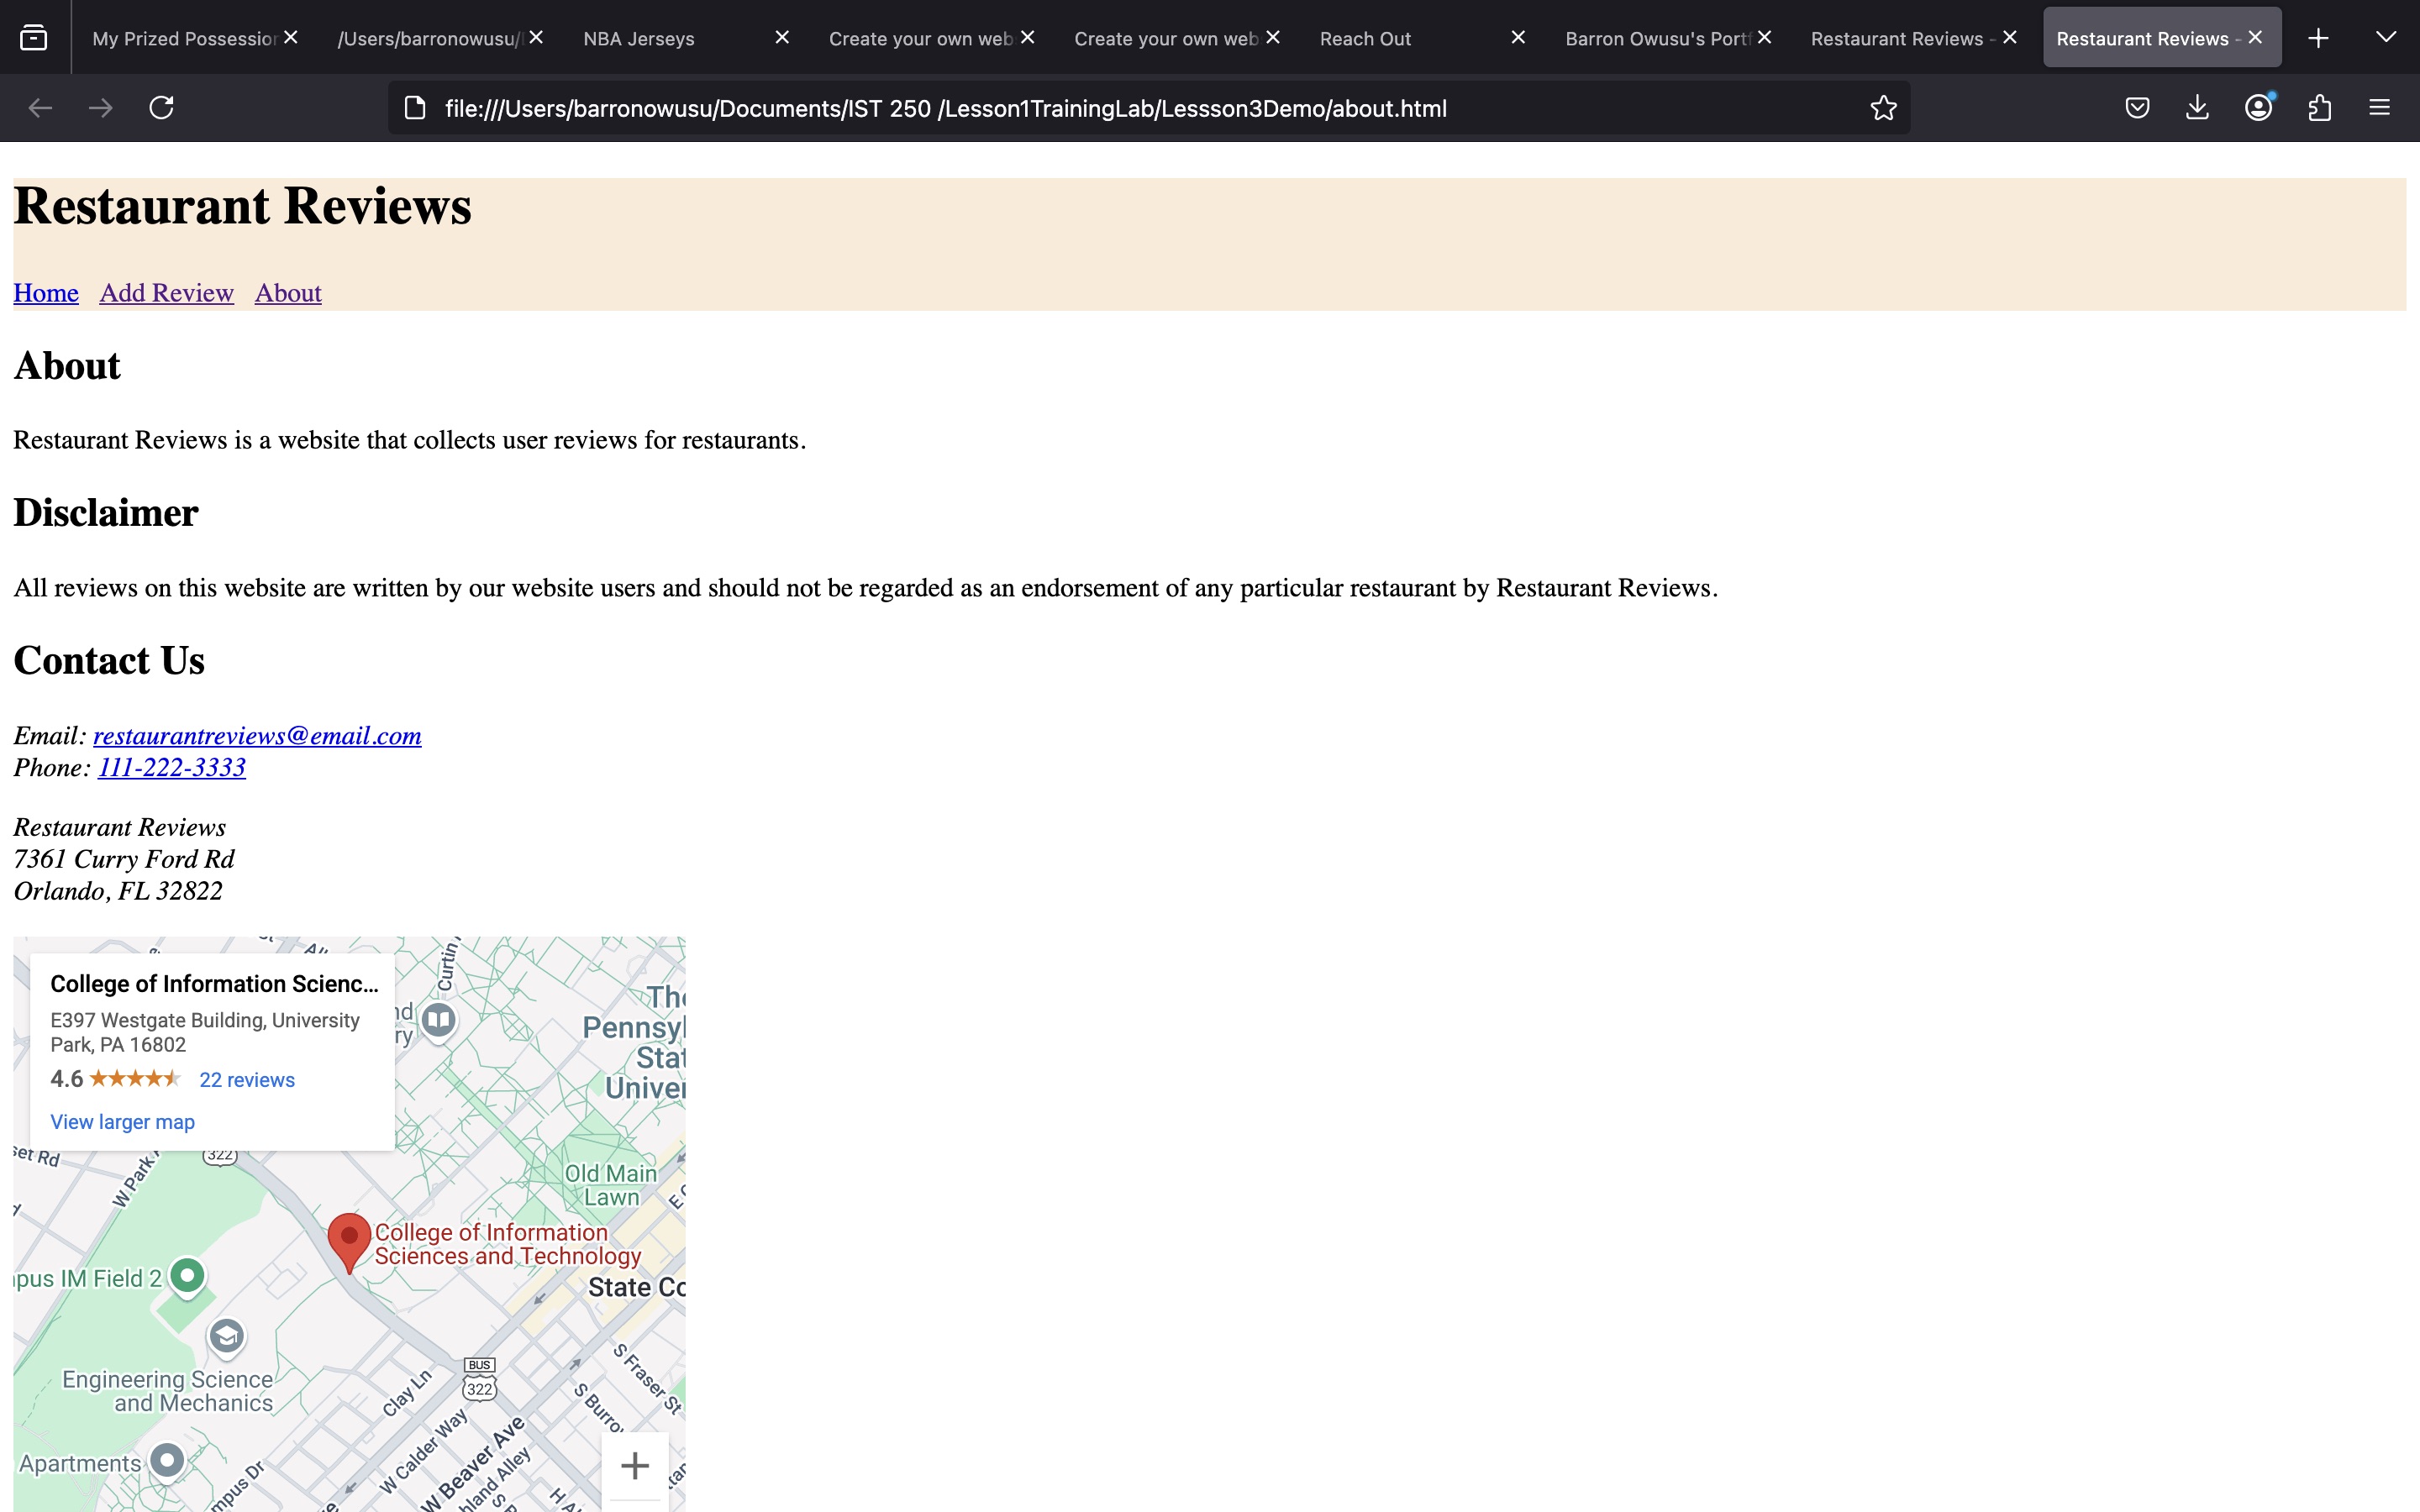 My Prized Possession
/Users/barronowusu/
NBA Jerseys
Create your own web
Create your own web
Reach Out
Barron Owusu's Portf
Restaurant Reviews -
Restaurant Reviews -
file:///Users/barronowusu/Documents/IST 250 /Lesson1TrainingLab/Lessson3Demo/about.html
Restaurant Reviews
Home Add Review About
About
Restaurant Reviews is a website that collects user reviews for restaurants.
Disclaimer
All reviews on this website are written by our website users and should not be regarded as an endorsement of any particular restaurant by Restaurant Reviews.
Contact Us
Email: restaurantreviews@email.com
Phone: 111-222-3333
Restaurant Reviews
7361 Curry Ford Rd
Orlando, FL 32822
College of Information Scienc...
E397 Westgate Building, University
Park, PA 16802
4.6 22 reviews
View larger map
Curtin
The
Pennsyl
Stat
Univer
322
W Park
Old Main
Lawn
College of Information
Sciences and Technology
State Co
pus IM Field 2
Engineering Science
and Mechanics
BUS
322
Clay Ln
S Fraser St
S Burro
W Calder Way
W Beaver Ave
hland Alley
Apartments
mpus Dr